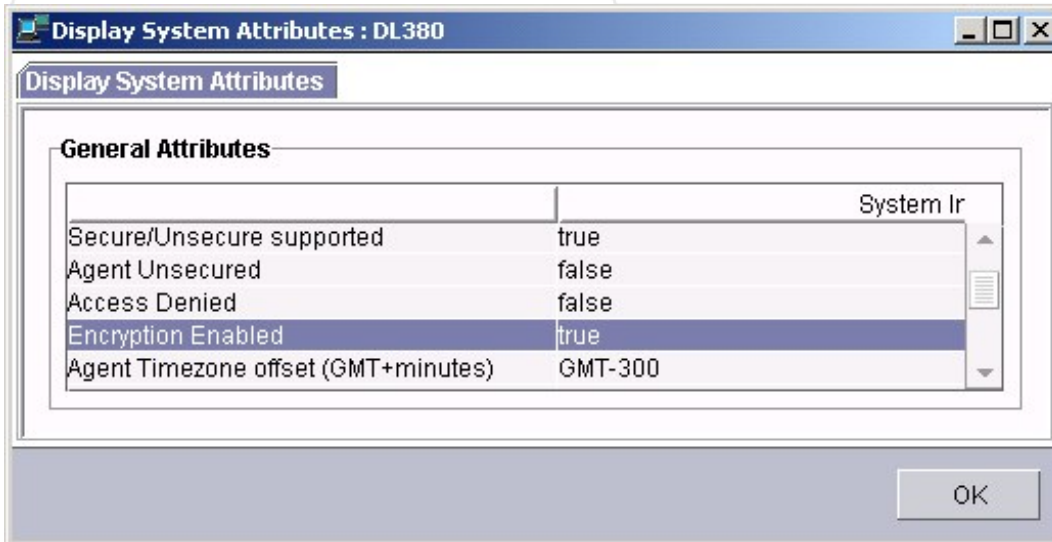 Display System Attributes : DL380
Display System Attributes
General Attributes
System Ir
Secure/Unsecure supported true
Agent Unsecured false
Access Denied false
Encryption Enabled true
Agent Timezone offset (GMT+minutes) GMT-300
OK